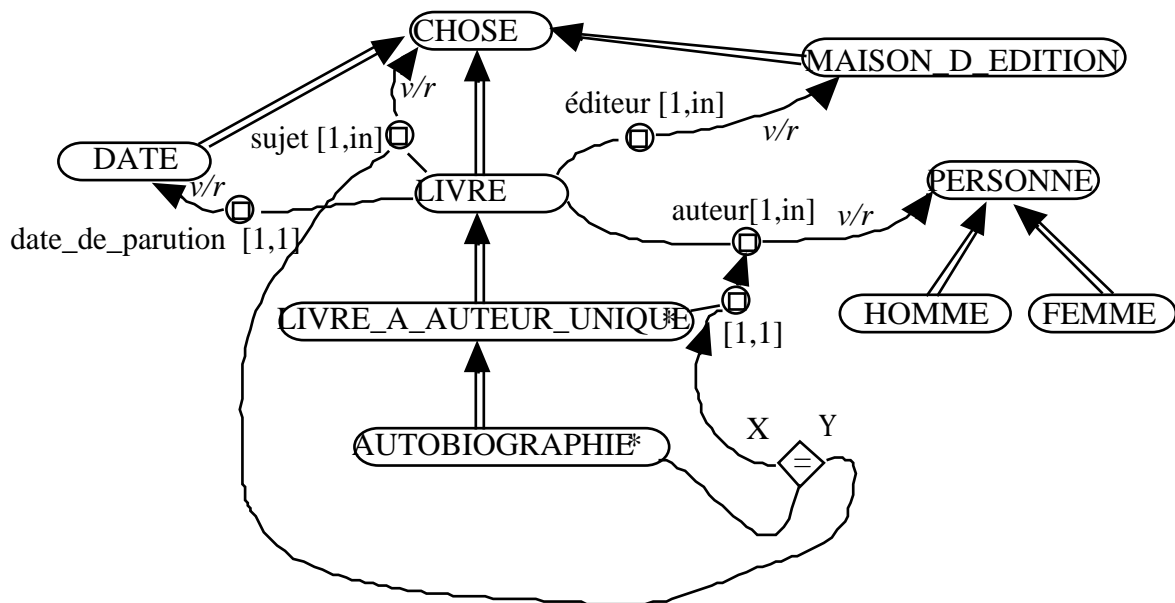 CHOSE
MAISON_D_EDITION
v/r
éditeur [1,in]
v/r
sujet [1,in]
DATE
v/r
LIVRE
PERSONNE
auteur[1,in]
v/r
date_de_parution [1,1]
LIVRE_A_AUTEUR_UNIQUE*
[1,1]
HOMME
FEMME
X
Y
AUTOBIOGRAPHIE*
=